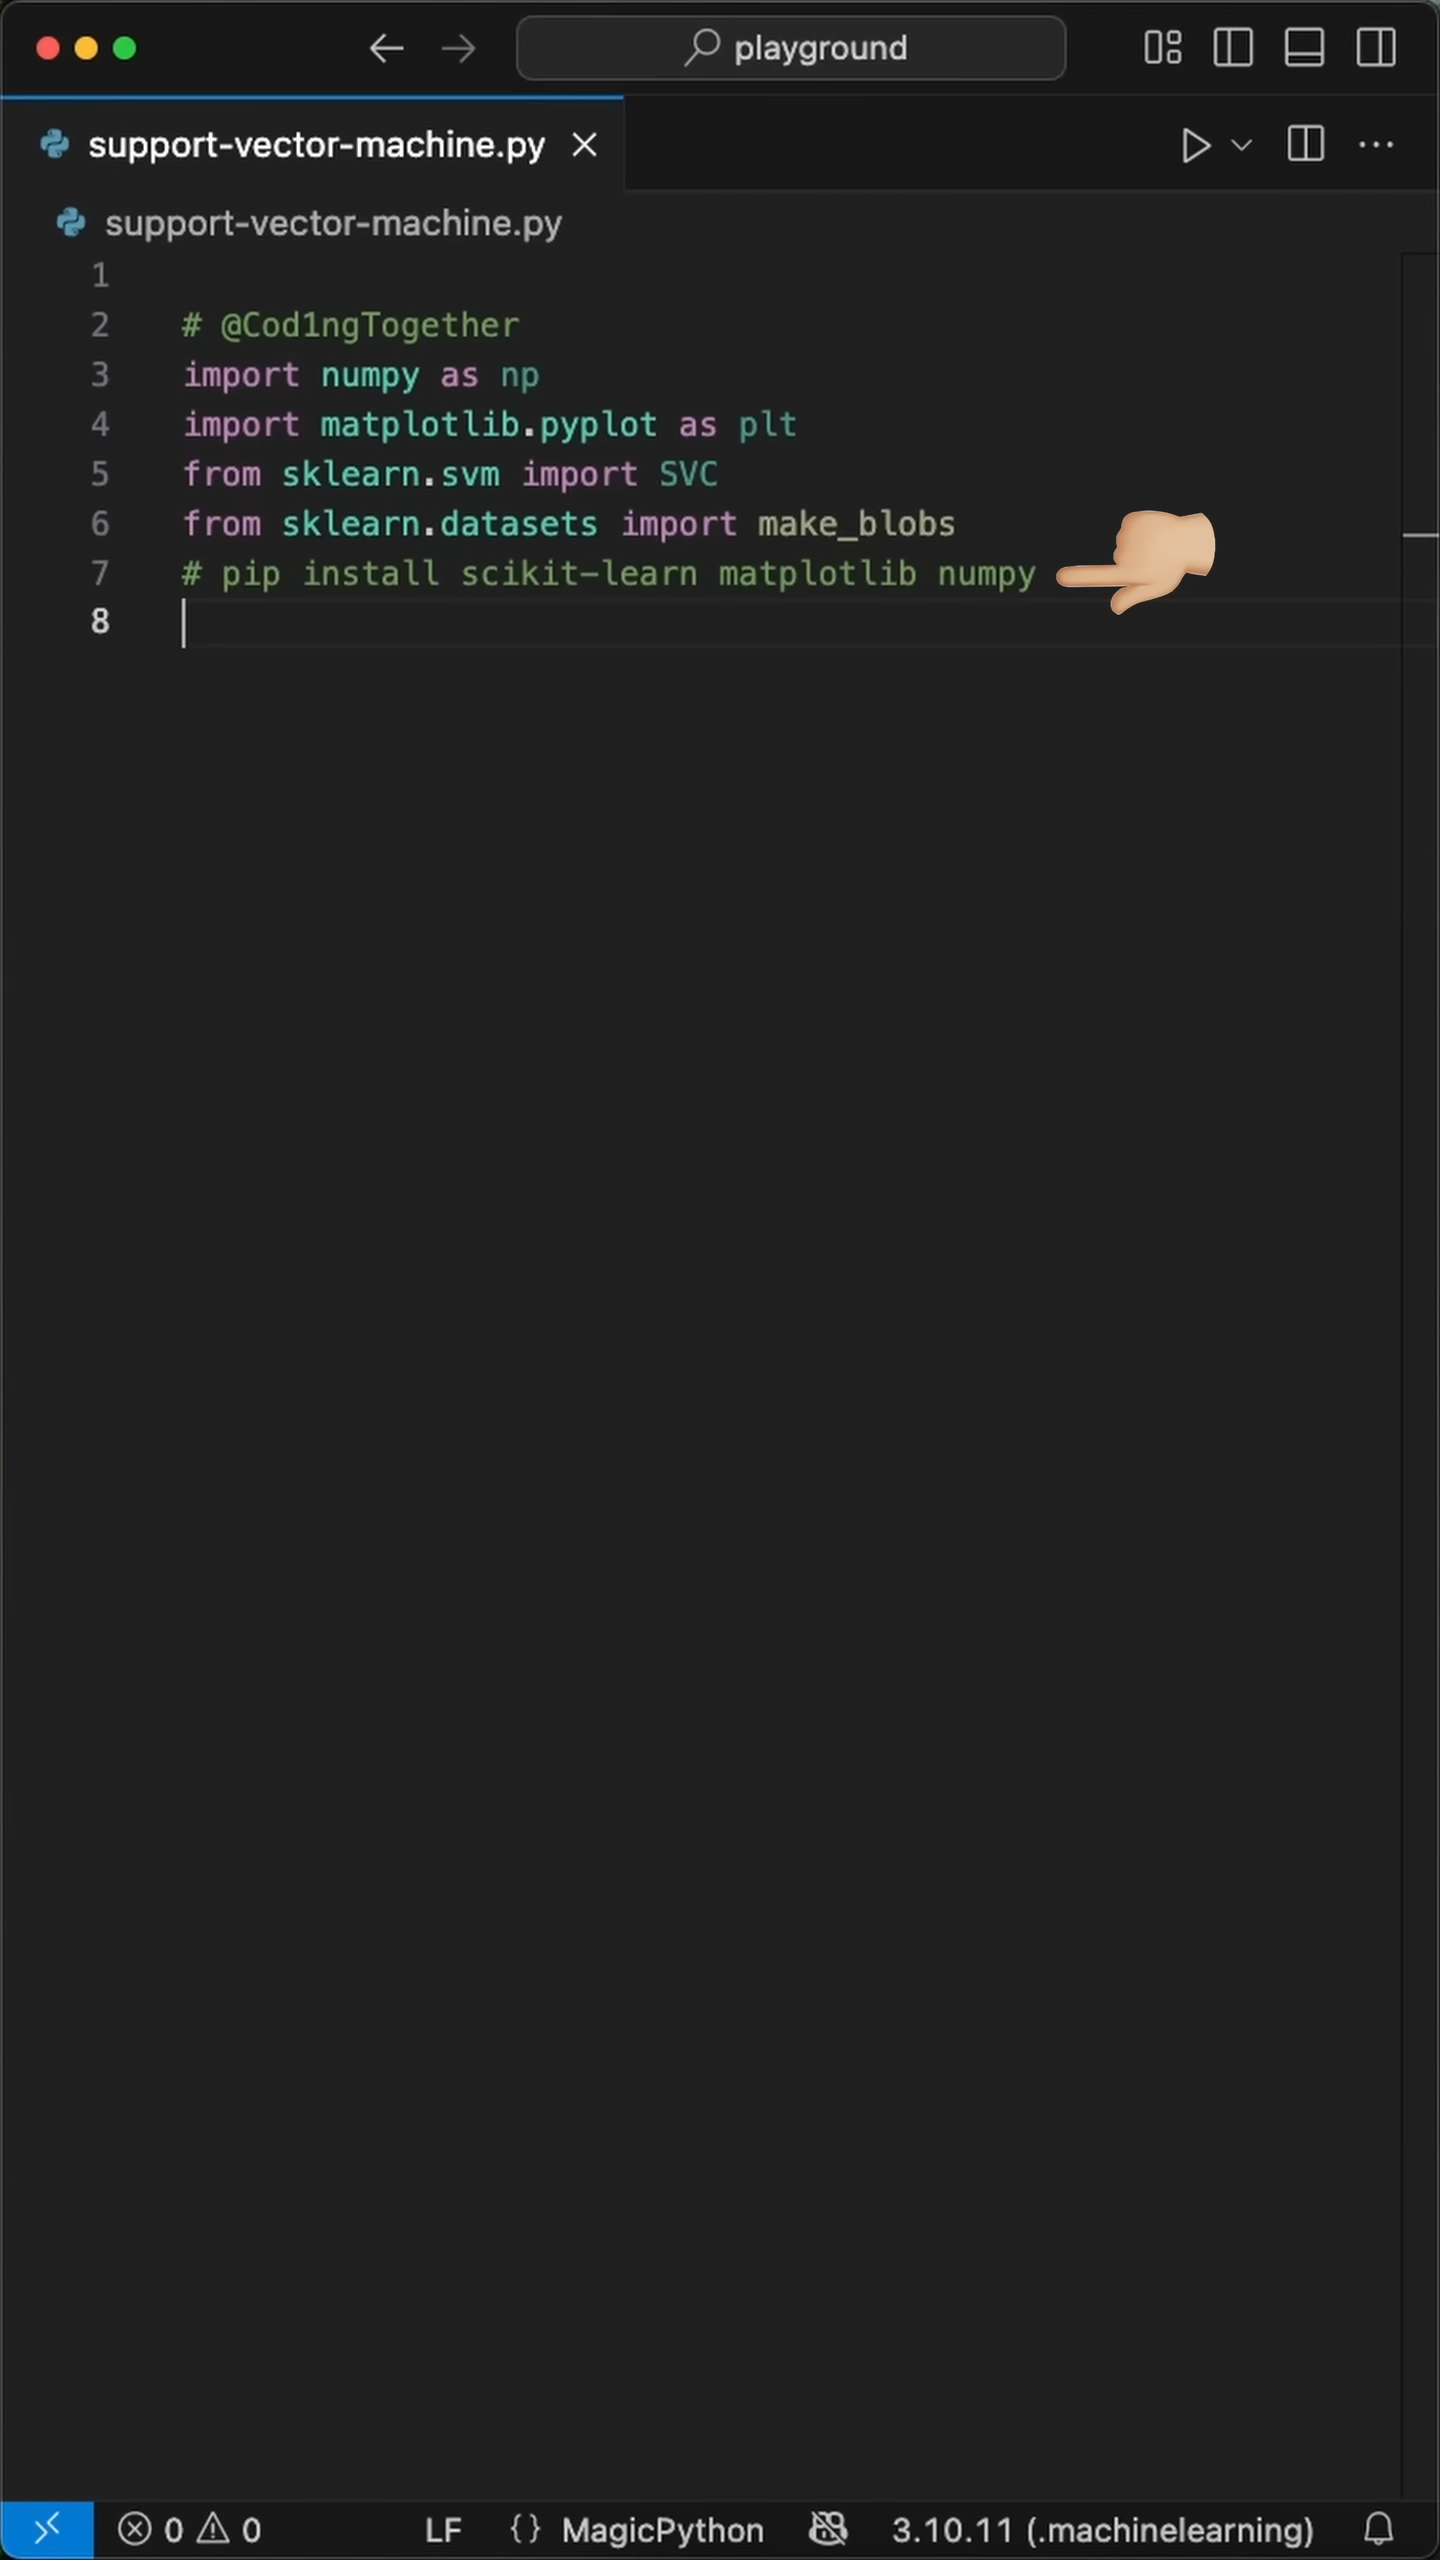 playground
support-vector-machine.py
support-vector-machine.py
1
2 # @Cod1ngTogether
3 import numpy as np
4 import matplotlib.pyplot as plt
5 from sklearn.svm import SVC
6 from sklearn.datasets import make_blobs
7 # pip install scikit-learn matplotlib numpy
8
0 0 LF {} MagicPython 3.10.11 (.machinelearning)